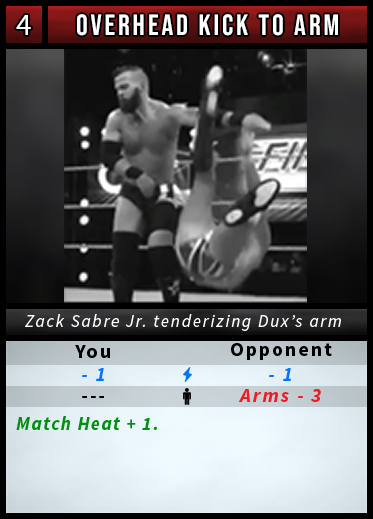 4 OVERHEAD KICK TO ARM
Zack Sabre Jr. tenderizing Dux's arm
You Opponent
- 1 - 1
--- Arms - 3
Match Heat + 1.